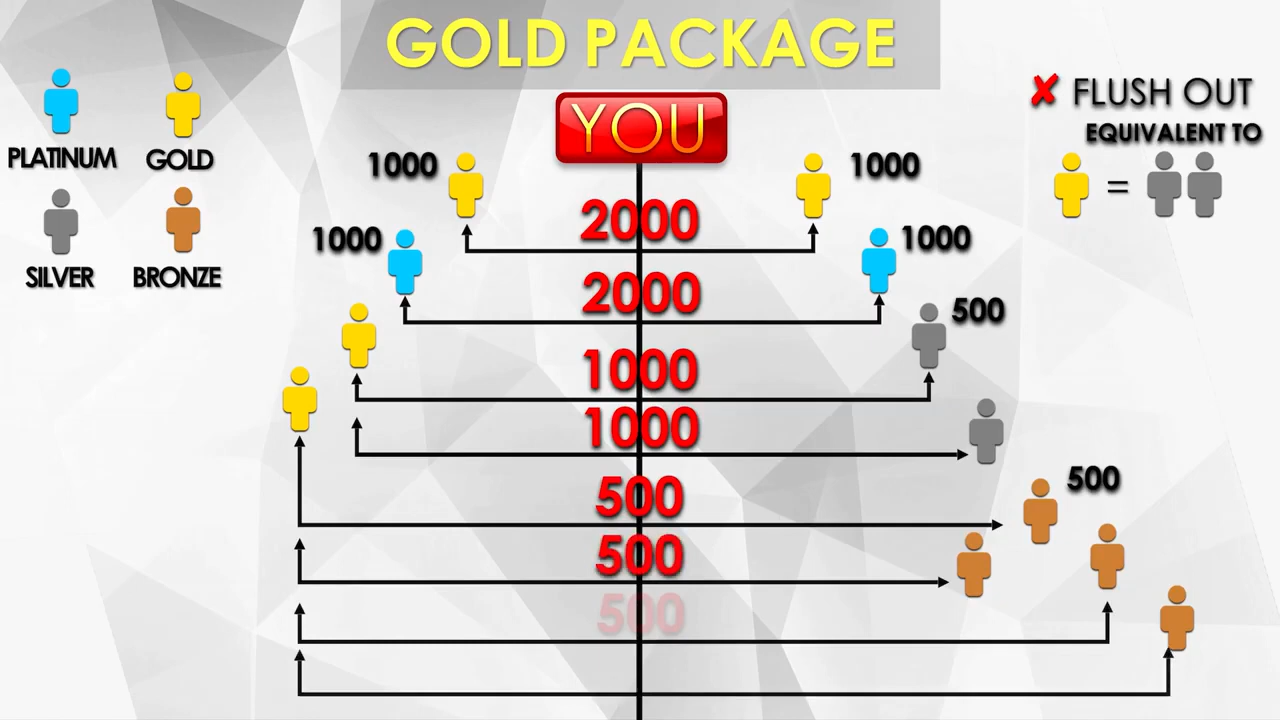 GOLD PACKAGE
YOU
PLATINUM
GOLD
SILVER
BRONZE
✘ FLUSH OUT
EQUIVALENT TO
=
1000
1000
2000
1000
1000
2000
500
1000
1000
500
500
500
500